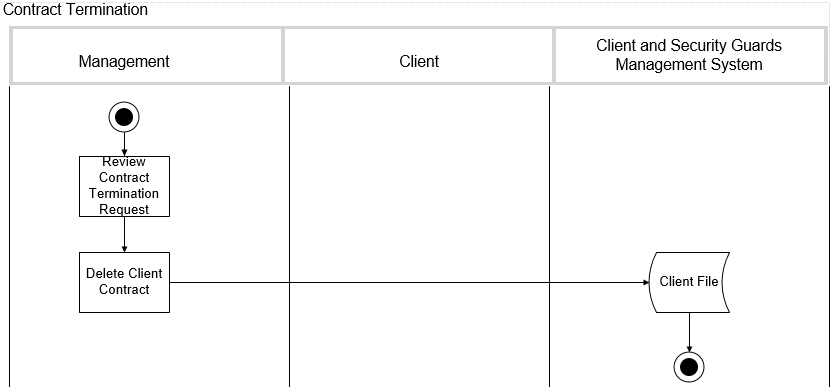 Contract Termination
Management
Client
Client and Security Guards
Management System
Review
Contract
Termination
Request
Delete Client
Contract
Client File